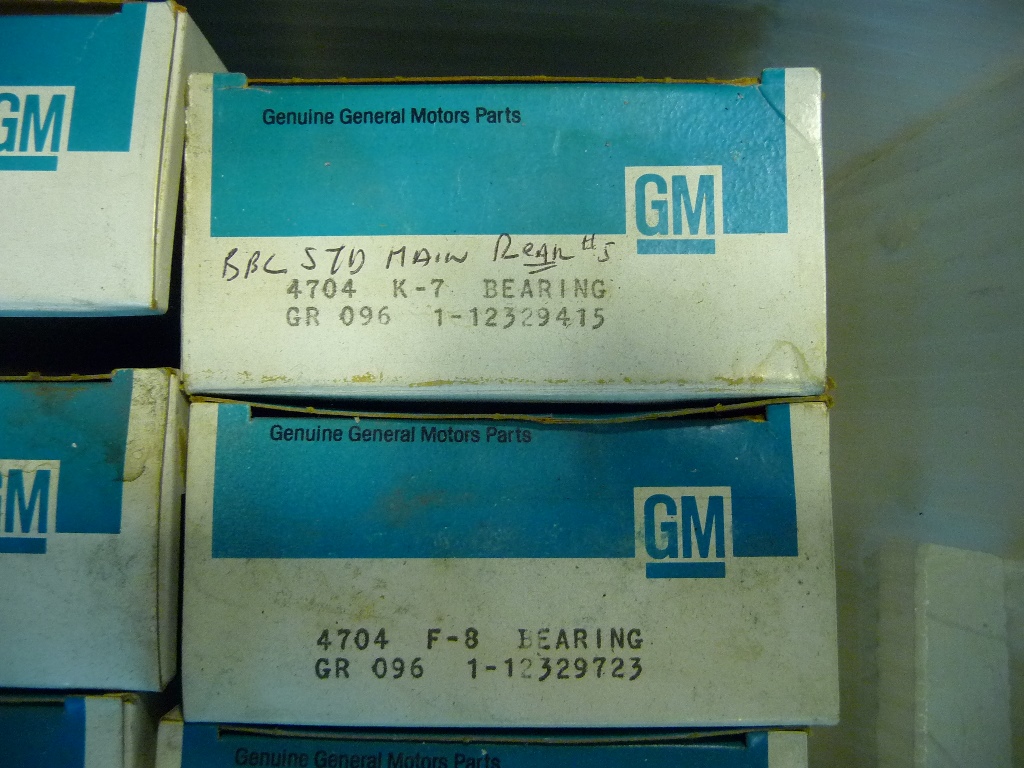 GM
Genuine General Motors Parts
GM
BBC STD MAIN REAR #5
4704 K-7 BEARING
GR 096 1-12329415
GM
Genuine General Motors Parts
GM
4704 F-8 BEARING
GR 096 1-12329723
Genuine General Motors Parts